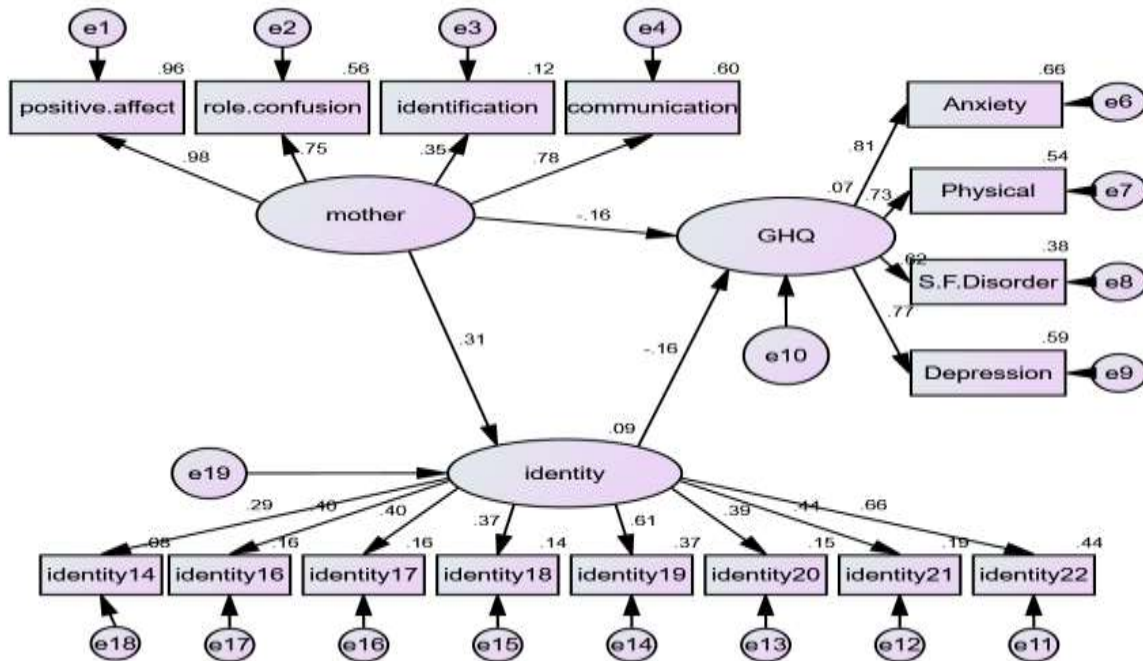 e1 e2 e3 e4
.96 .56 .12 .60
positive.affect role.confusion identification communication
.66
Anxiety e6
.98 .75 .35 .78
.81
.54
mother
-.16
.07 .73
Physical e7
GHQ
.38
.62
S.F.Disorder e8
.77
.31
-.16
e10
.59
Depression e9
.09
e19
identity
.29 .40 .40 .37 .61 .39 .44 .66
.08 .16 .16 .14 .37 .15 .19 .44
identity14 identity16 identity17 identity18 identity19 identity20 identity21 identity22
e18 e17 e16 e15 e14 e13 e12 e11